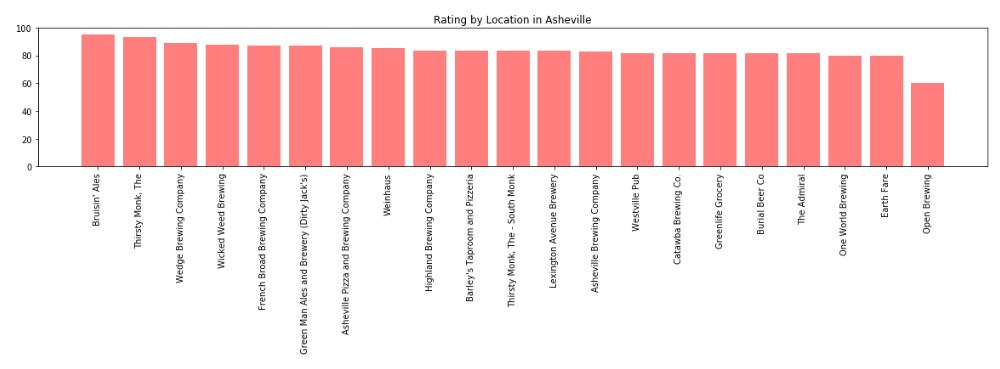 Rating by Location in Asheville
100
80
60
40
20
0
Bruisin' Ales
Thirsty Monk, The
Wedge Brewing Company
Wicked Weed Brewing
French Broad Brewing Company
Green Man Ales and Brewery (Dirty Jack's)
Asheville Pizza and Brewing Company
Weinhaus
Highland Brewing Company
Barley's Taproom and Pizzeria
Thirsty Monk, The - South Monk
Lexington Avenue Brewery
Asheville Brewing Company
Westville Pub
Catawba Brewing Co.
Greenlife Grocery
Burial Beer Co
The Admiral
One World Brewing
Earth Fare
Open Brewing